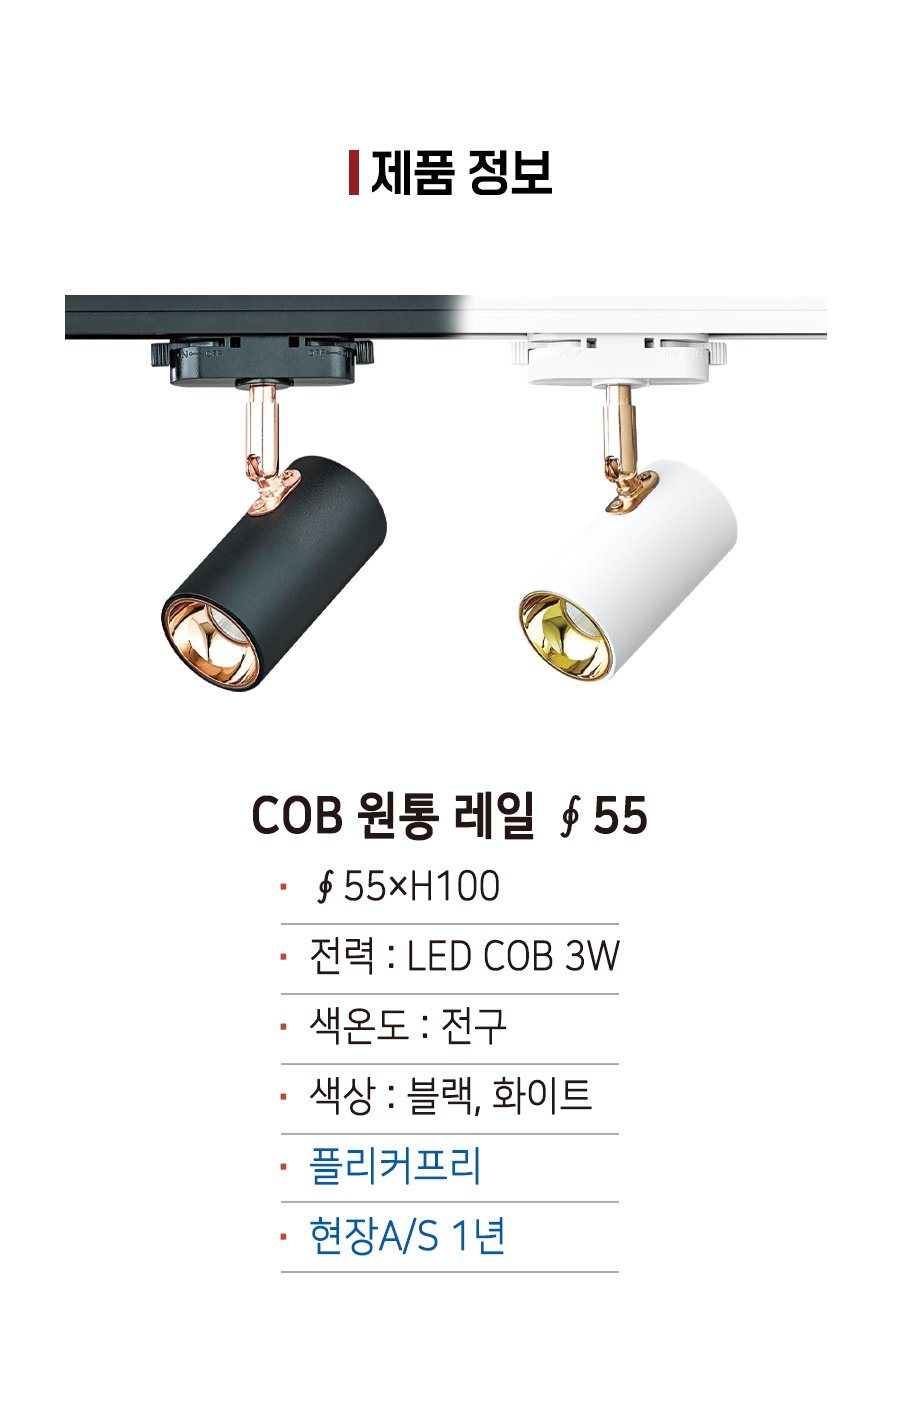 제품 정보
COB 원통 레일 ∮55
∮55×H100
전력 : LED COB 3W
색온도 : 전구
색상 : 블랙, 화이트
플리커프리
현장A/S 1년